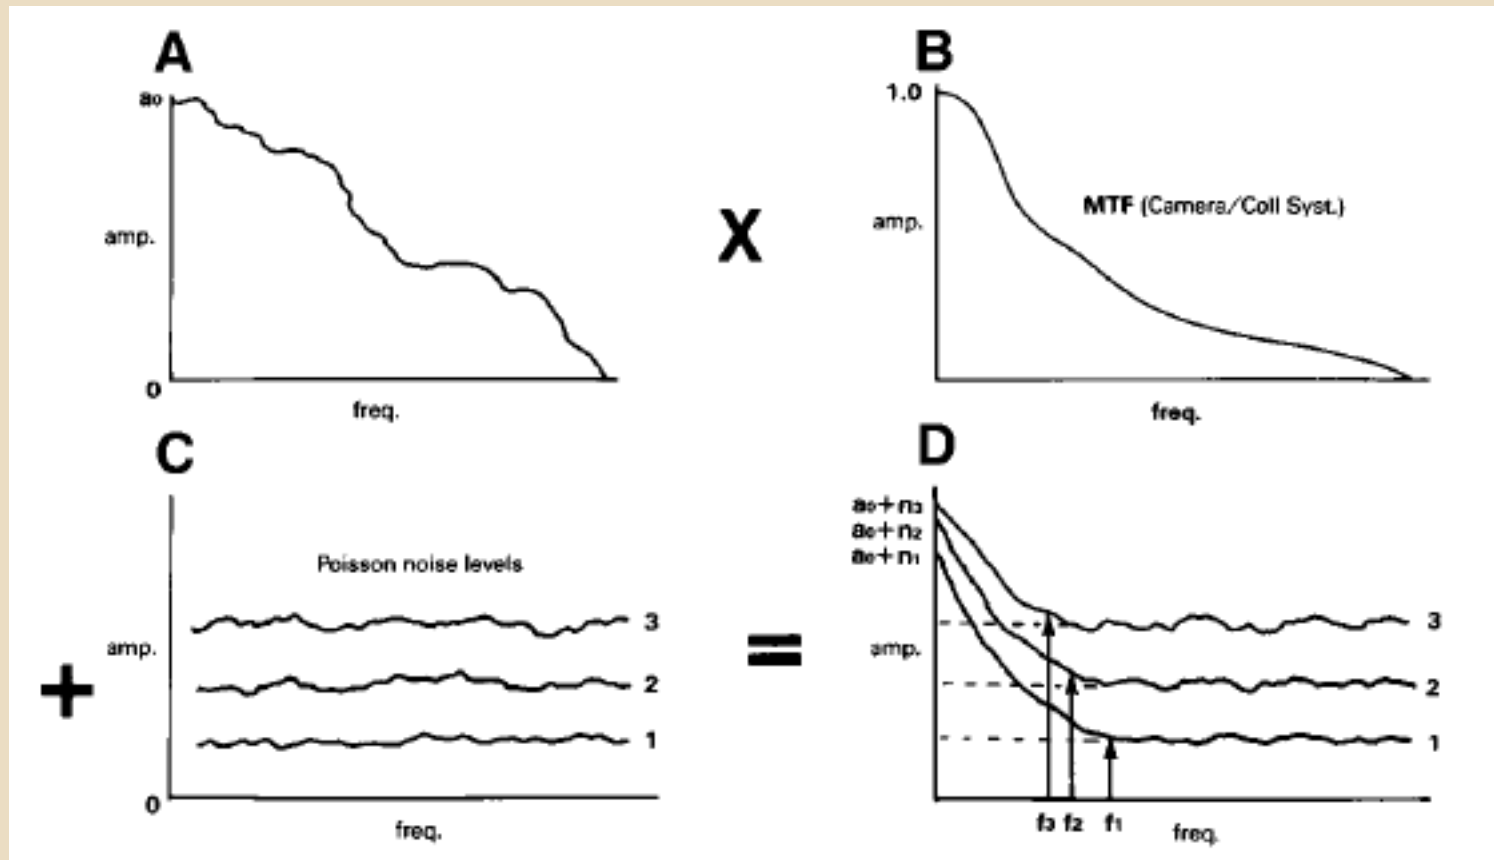 A
a₀
amp.
0
freq.
X
B
1.0
MTF (Camera/Coll Syst.)
amp.
freq.
+
C
Poisson noise levels
3
2
1
amp.
0
freq.
=
D
a₀+n₃
a₀+n₂
a₀+n₁
amp.
3
2
1
f₃ f₂ f₁
freq.